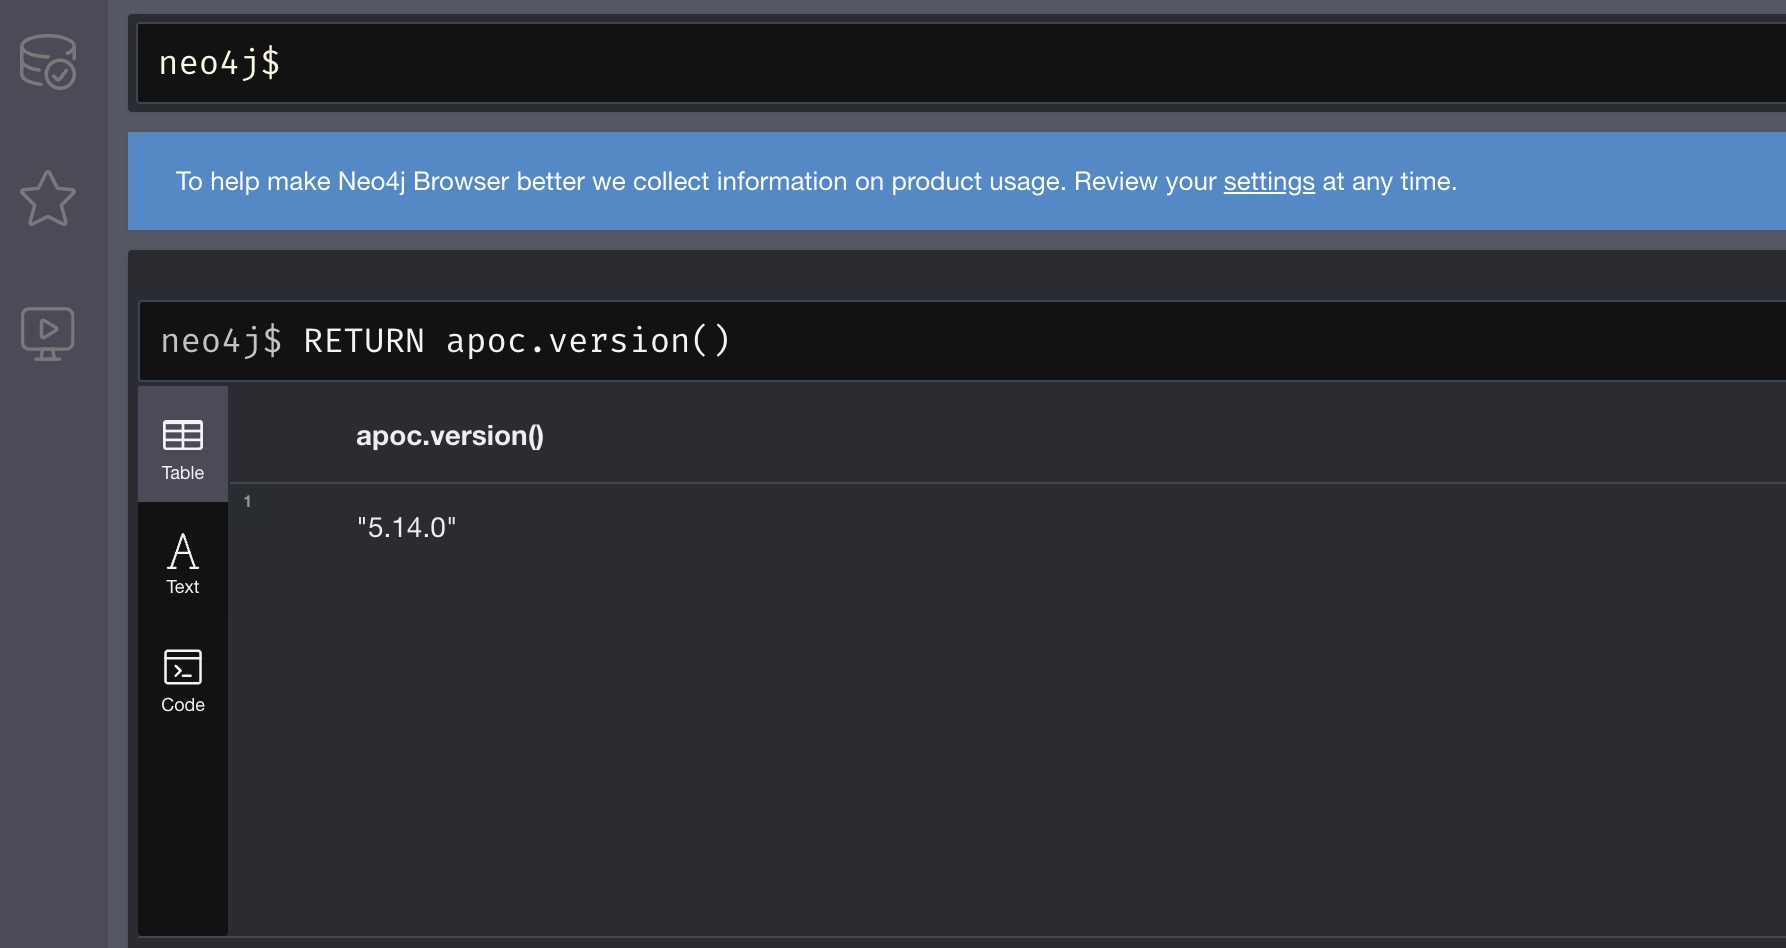 neo4j$
To help make Neo4j Browser better we collect information on product usage. Review your settings at any time.
neo4j$ RETURN apoc.version()
Table
apoc.version()
1
"5.14.0"
Text
Code